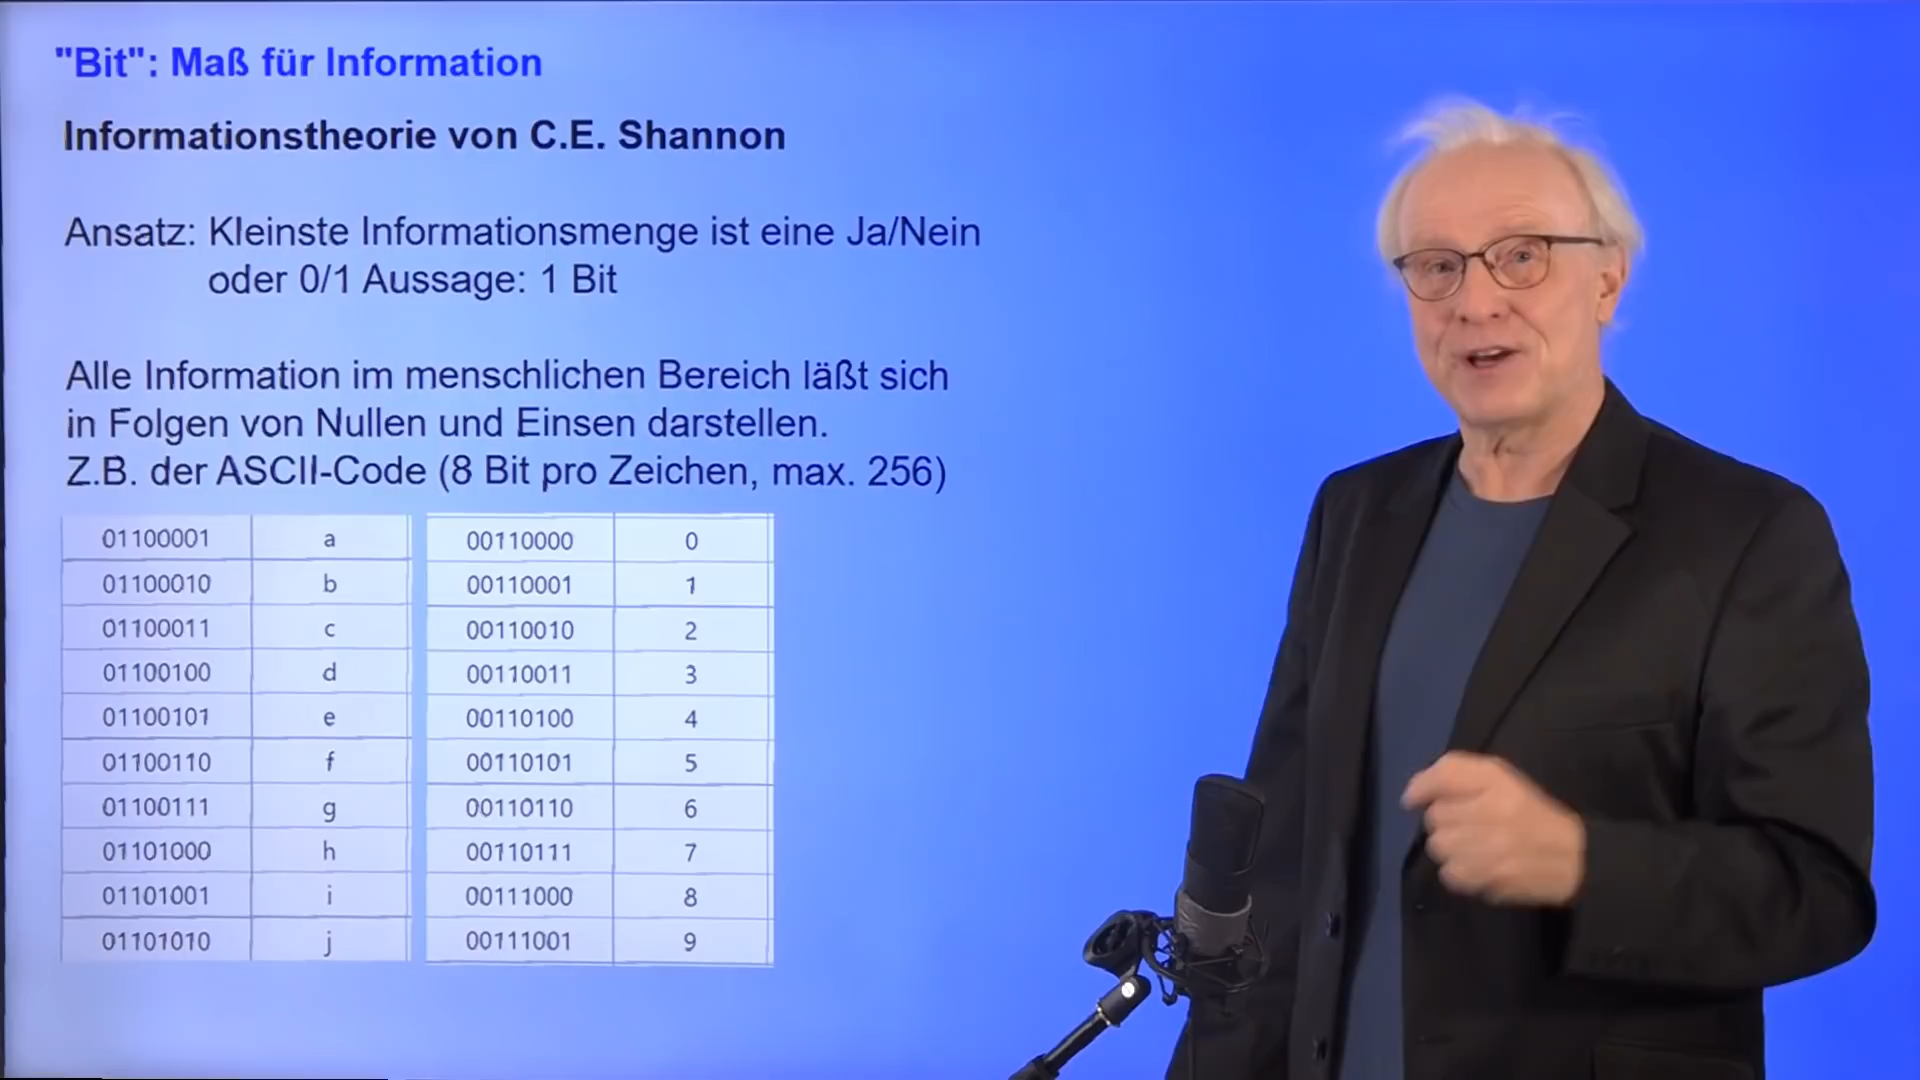 "Bit": Maß für Information
Informationstheorie von C.E. Shannon
Ansatz: Kleinste Informationsmenge ist eine Ja/Nein
oder 0/1 Aussage: 1 Bit
Alle Information im menschlichen Bereich läßt sich
in Folgen von Nullen und Einsen darstellen.
Z.B. der ASCII-Code (8 Bit pro Zeichen, max. 256)
01100001 a 00110000 0
01100010 b 00110001 1
01100011 c 00110010 2
01100100 d 00110011 3
01100101 e 00110100 4
01100110 f 00110101 5
01100111 g 00110110 6
01101000 h 00110111 7
01101001 i 00111000 8
01101010 j 00111001 9